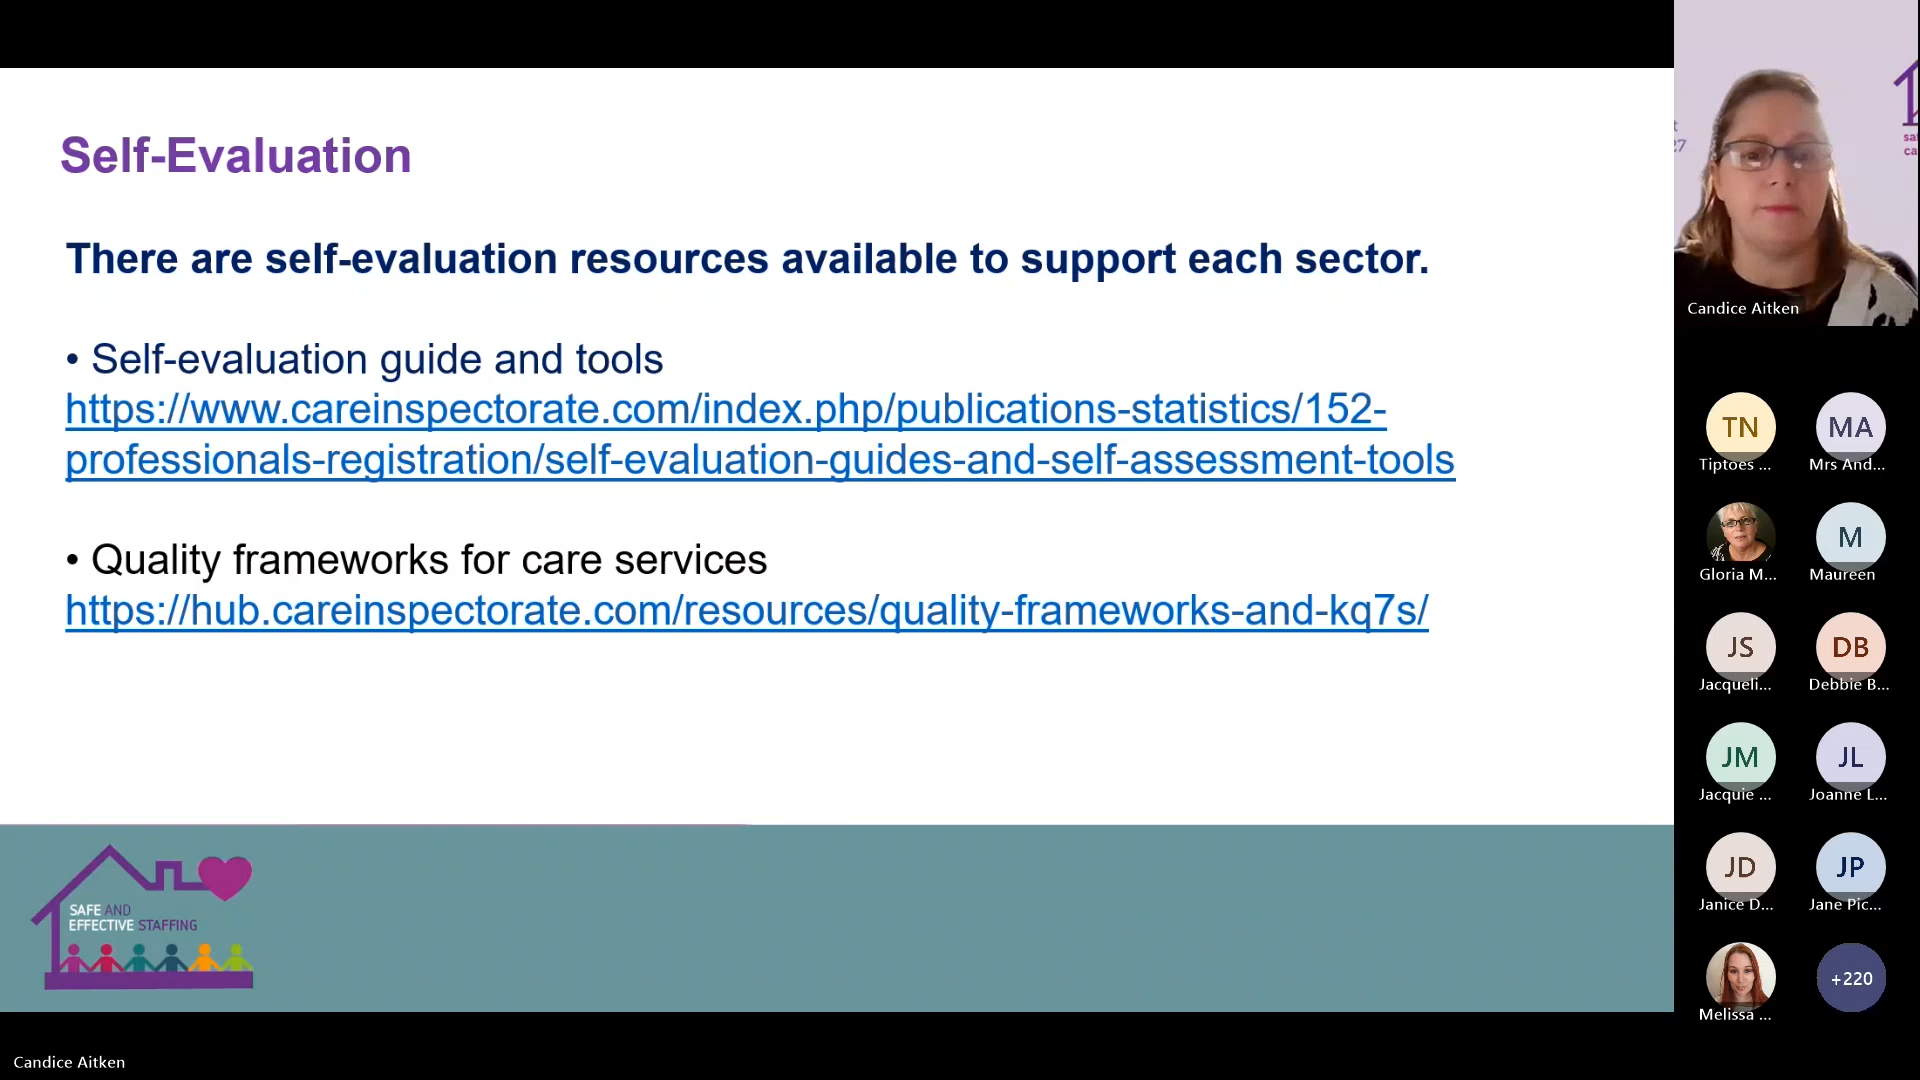 Self-Evaluation
There are self-evaluation resources available to support each sector.
• Self-evaluation guide and tools
https://www.careinspectorate.com/index.php/publications-statistics/152-
professionals-registration/self-evaluation-guides-and-self-assessment-tools
• Quality frameworks for care services
https://hub.careinspectorate.com/resources/quality-frameworks-and-kq7s/
SAFE AND
EFFECTIVE STAFFING
Candice Aitken
27
sa
ca
Candice Aitken
TN
MA
Tiptoes ...
Mrs And...
M
Gloria M...
Maureen
JS
DB
Jacqueli...
Debbie B...
JM
JL
Jacquie ...
Joanne L...
JD
JP
Janice D...
Jane Pic...
+220
Melissa ...